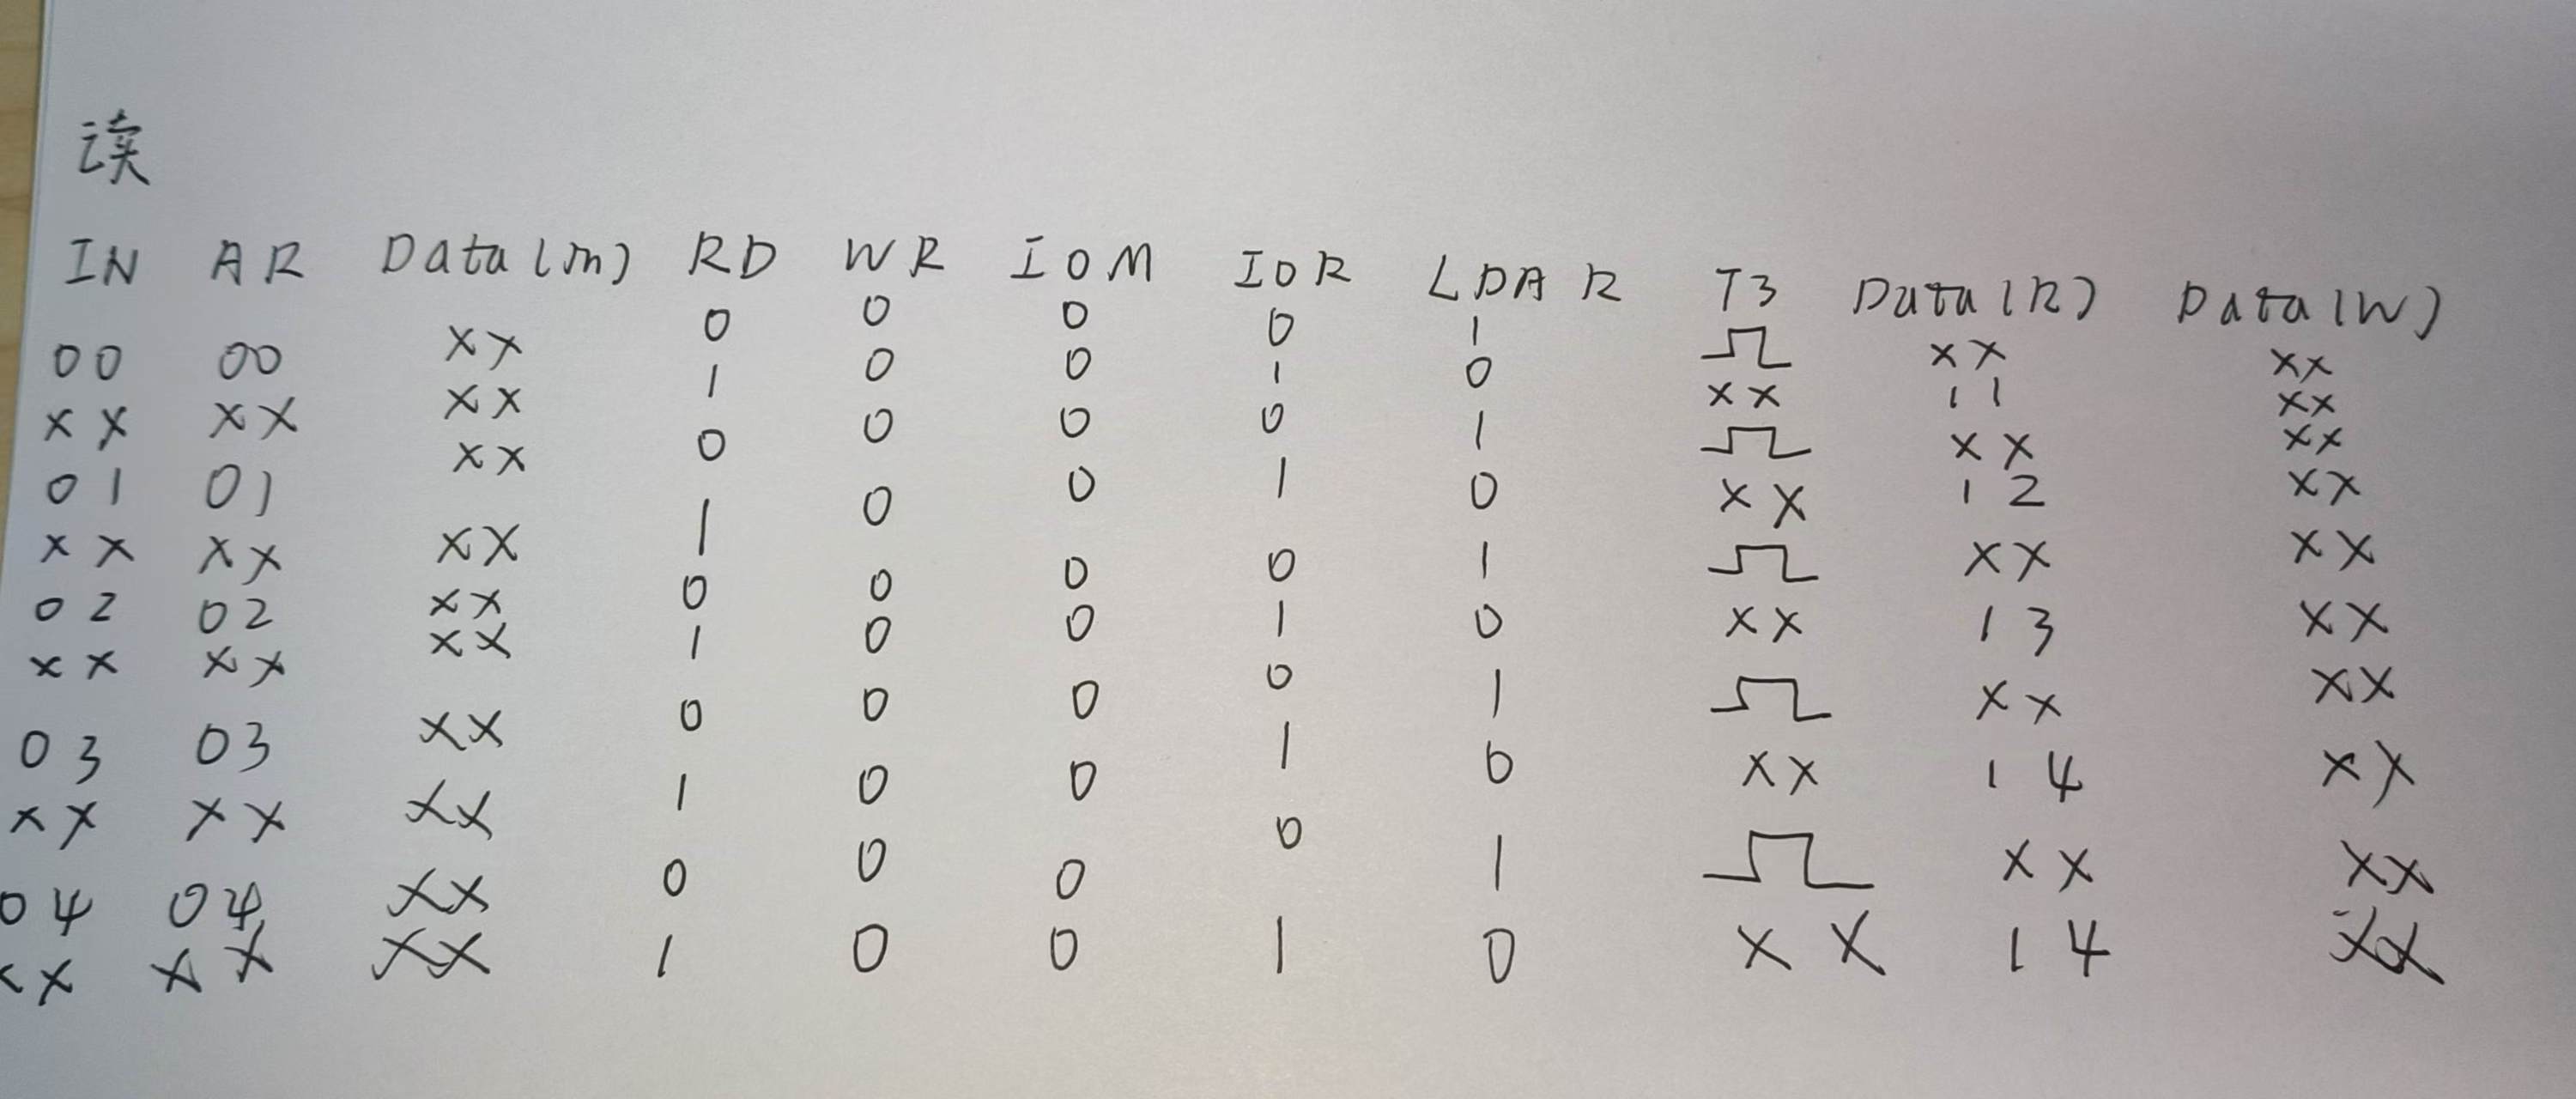 读
IN AR Data(m) RD WR IOM IOR LDAR T3 Data(R) Data(W)
00 00 XX 0 0 0 0 1 XX XX
XX XX XX 1 0 0 1 0 XX 11 XX
01 01 XX 0 0 0 0 1 XX XX
XX XX XX 1 0 0 1 0 XX 12 XX
02 02 XX 0 0 0 0 1 XX XX
XX XX XX 1 0 0 1 0 XX 13 XX
03 03 XX 0 0 0 0 1 XX XX
XX XX XX 1 0 0 1 0 XX 14 XX
04 04 XX 0 0 0 0 1 XX XX
XX XX XX 1 0 0 1 0 XX 14 XX